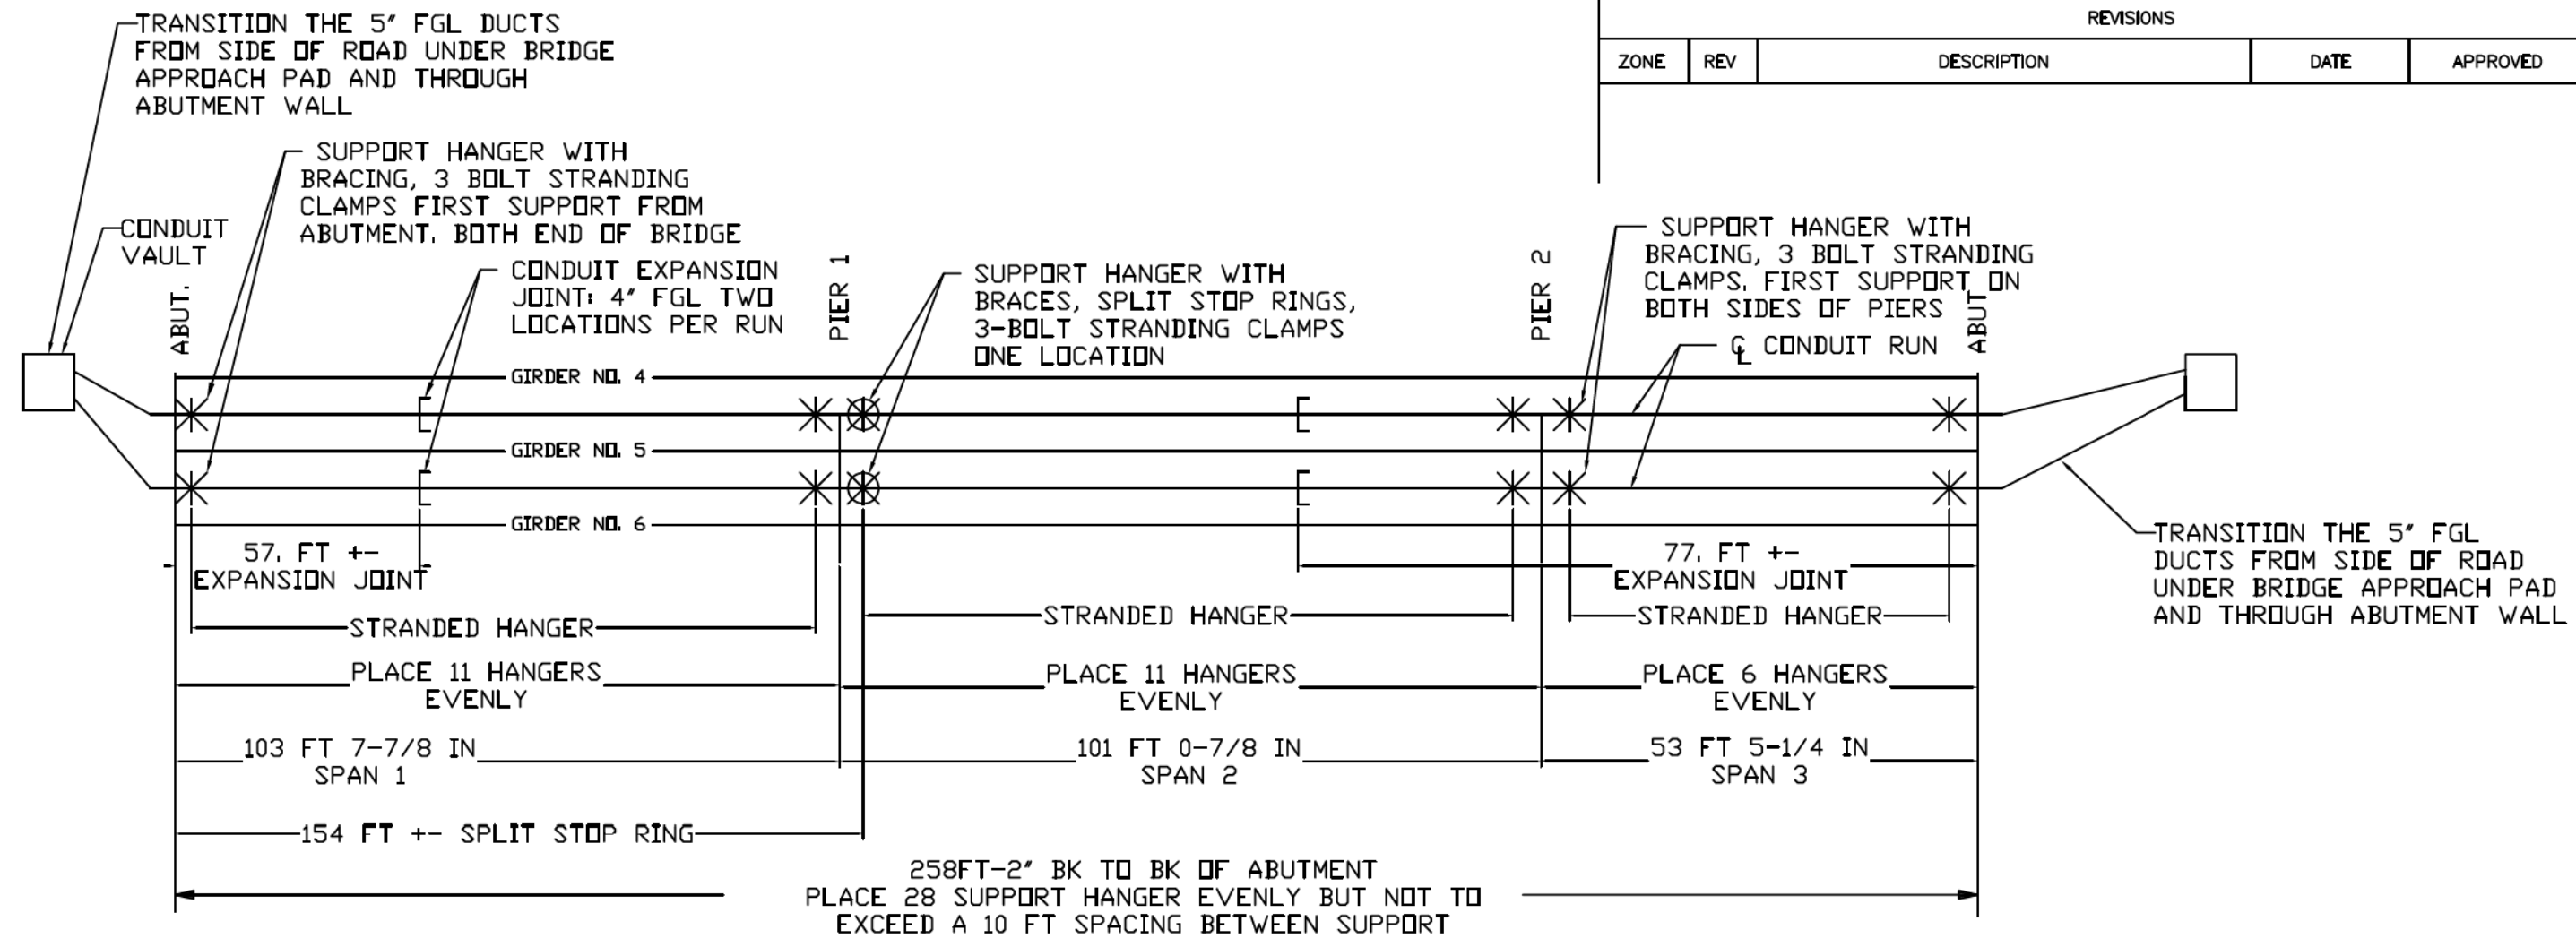 TRANSITION THE 5" FGL DUCTS
FROM SIDE OF ROAD UNDER BRIDGE
APPROACH PAD AND THROUGH
ABUTMENT WALL
REVISIONS
ZONE REV DESCRIPTION DATE APPROVED
SUPPORT HANGER WITH
BRACING, 3 BOLT STRANDING
CLAMPS FIRST SUPPORT FROM
ABUTMENT. BOTH END OF BRIDGE
CONDUIT
VAULT
ABUT.
CONDUIT EXPANSION
JOINT: 4" FGL TWO
LOCATIONS PER RUN
PIER 1
SUPPORT HANGER WITH
BRACES, SPLIT STOP RINGS,
3-BOLT STRANDING CLAMPS
ONE LOCATION
PIER 2
SUPPORT HANGER WITH
BRACING, 3 BOLT STRANDING
CLAMPS. FIRST SUPPORT ON
BOTH SIDES OF PIERS
℄ CONDUIT RUN
ABUT
GIRDER NO. 4
GIRDER NO. 5
GIRDER NO. 6
57. FT +-
EXPANSION JOINT
77. FT +-
EXPANSION JOINT
TRANSITION THE 5" FGL
DUCTS FROM SIDE OF ROAD
UNDER BRIDGE APPROACH PAD
AND THROUGH ABUTMENT WALL
STRANDED HANGER
STRANDED HANGER
STRANDED HANGER
PLACE 11 HANGERS
EVENLY
PLACE 11 HANGERS
EVENLY
PLACE 6 HANGERS
EVENLY
103 FT 7-7/8 IN
SPAN 1
101 FT 0-7/8 IN
SPAN 2
53 FT 5-1/4 IN
SPAN 3
154 FT +- SPLIT STOP RING
258FT-2" BK TO BK OF ABUTMENT
PLACE 28 SUPPORT HANGER EVENLY BUT NOT TO
EXCEED A 10 FT SPACING BETWEEN SUPPORT